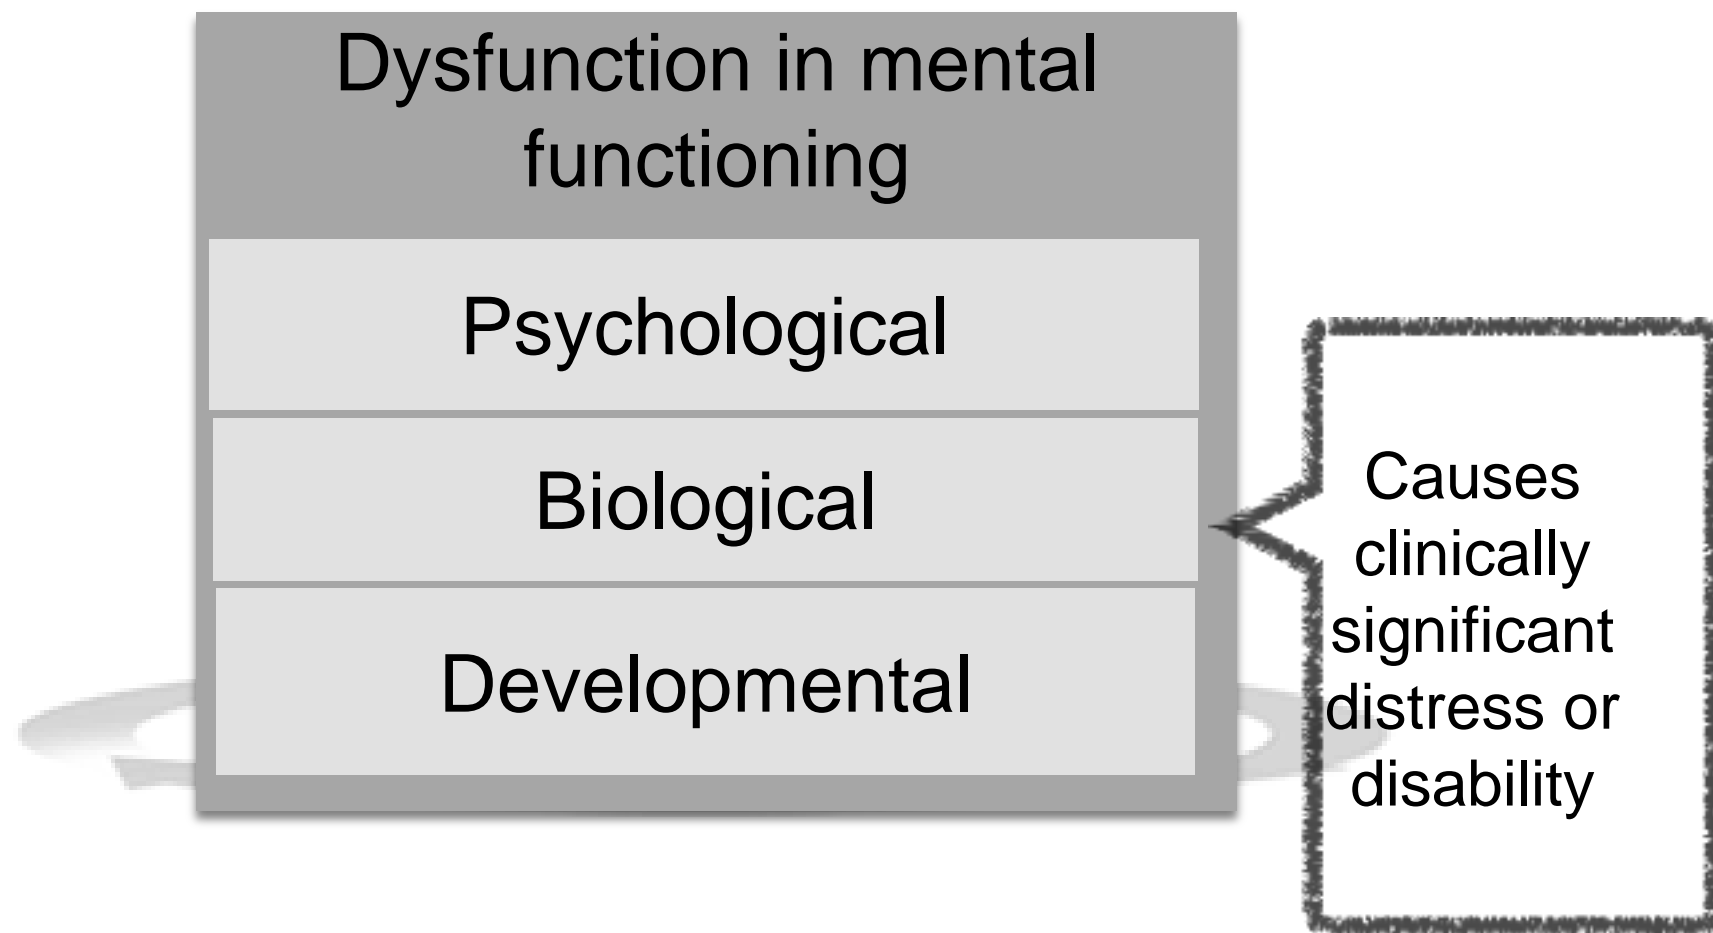 Dysfunction in mental
functioning
Psychological
Biological
Developmental
Causes
clinically
significant
distress or
disability